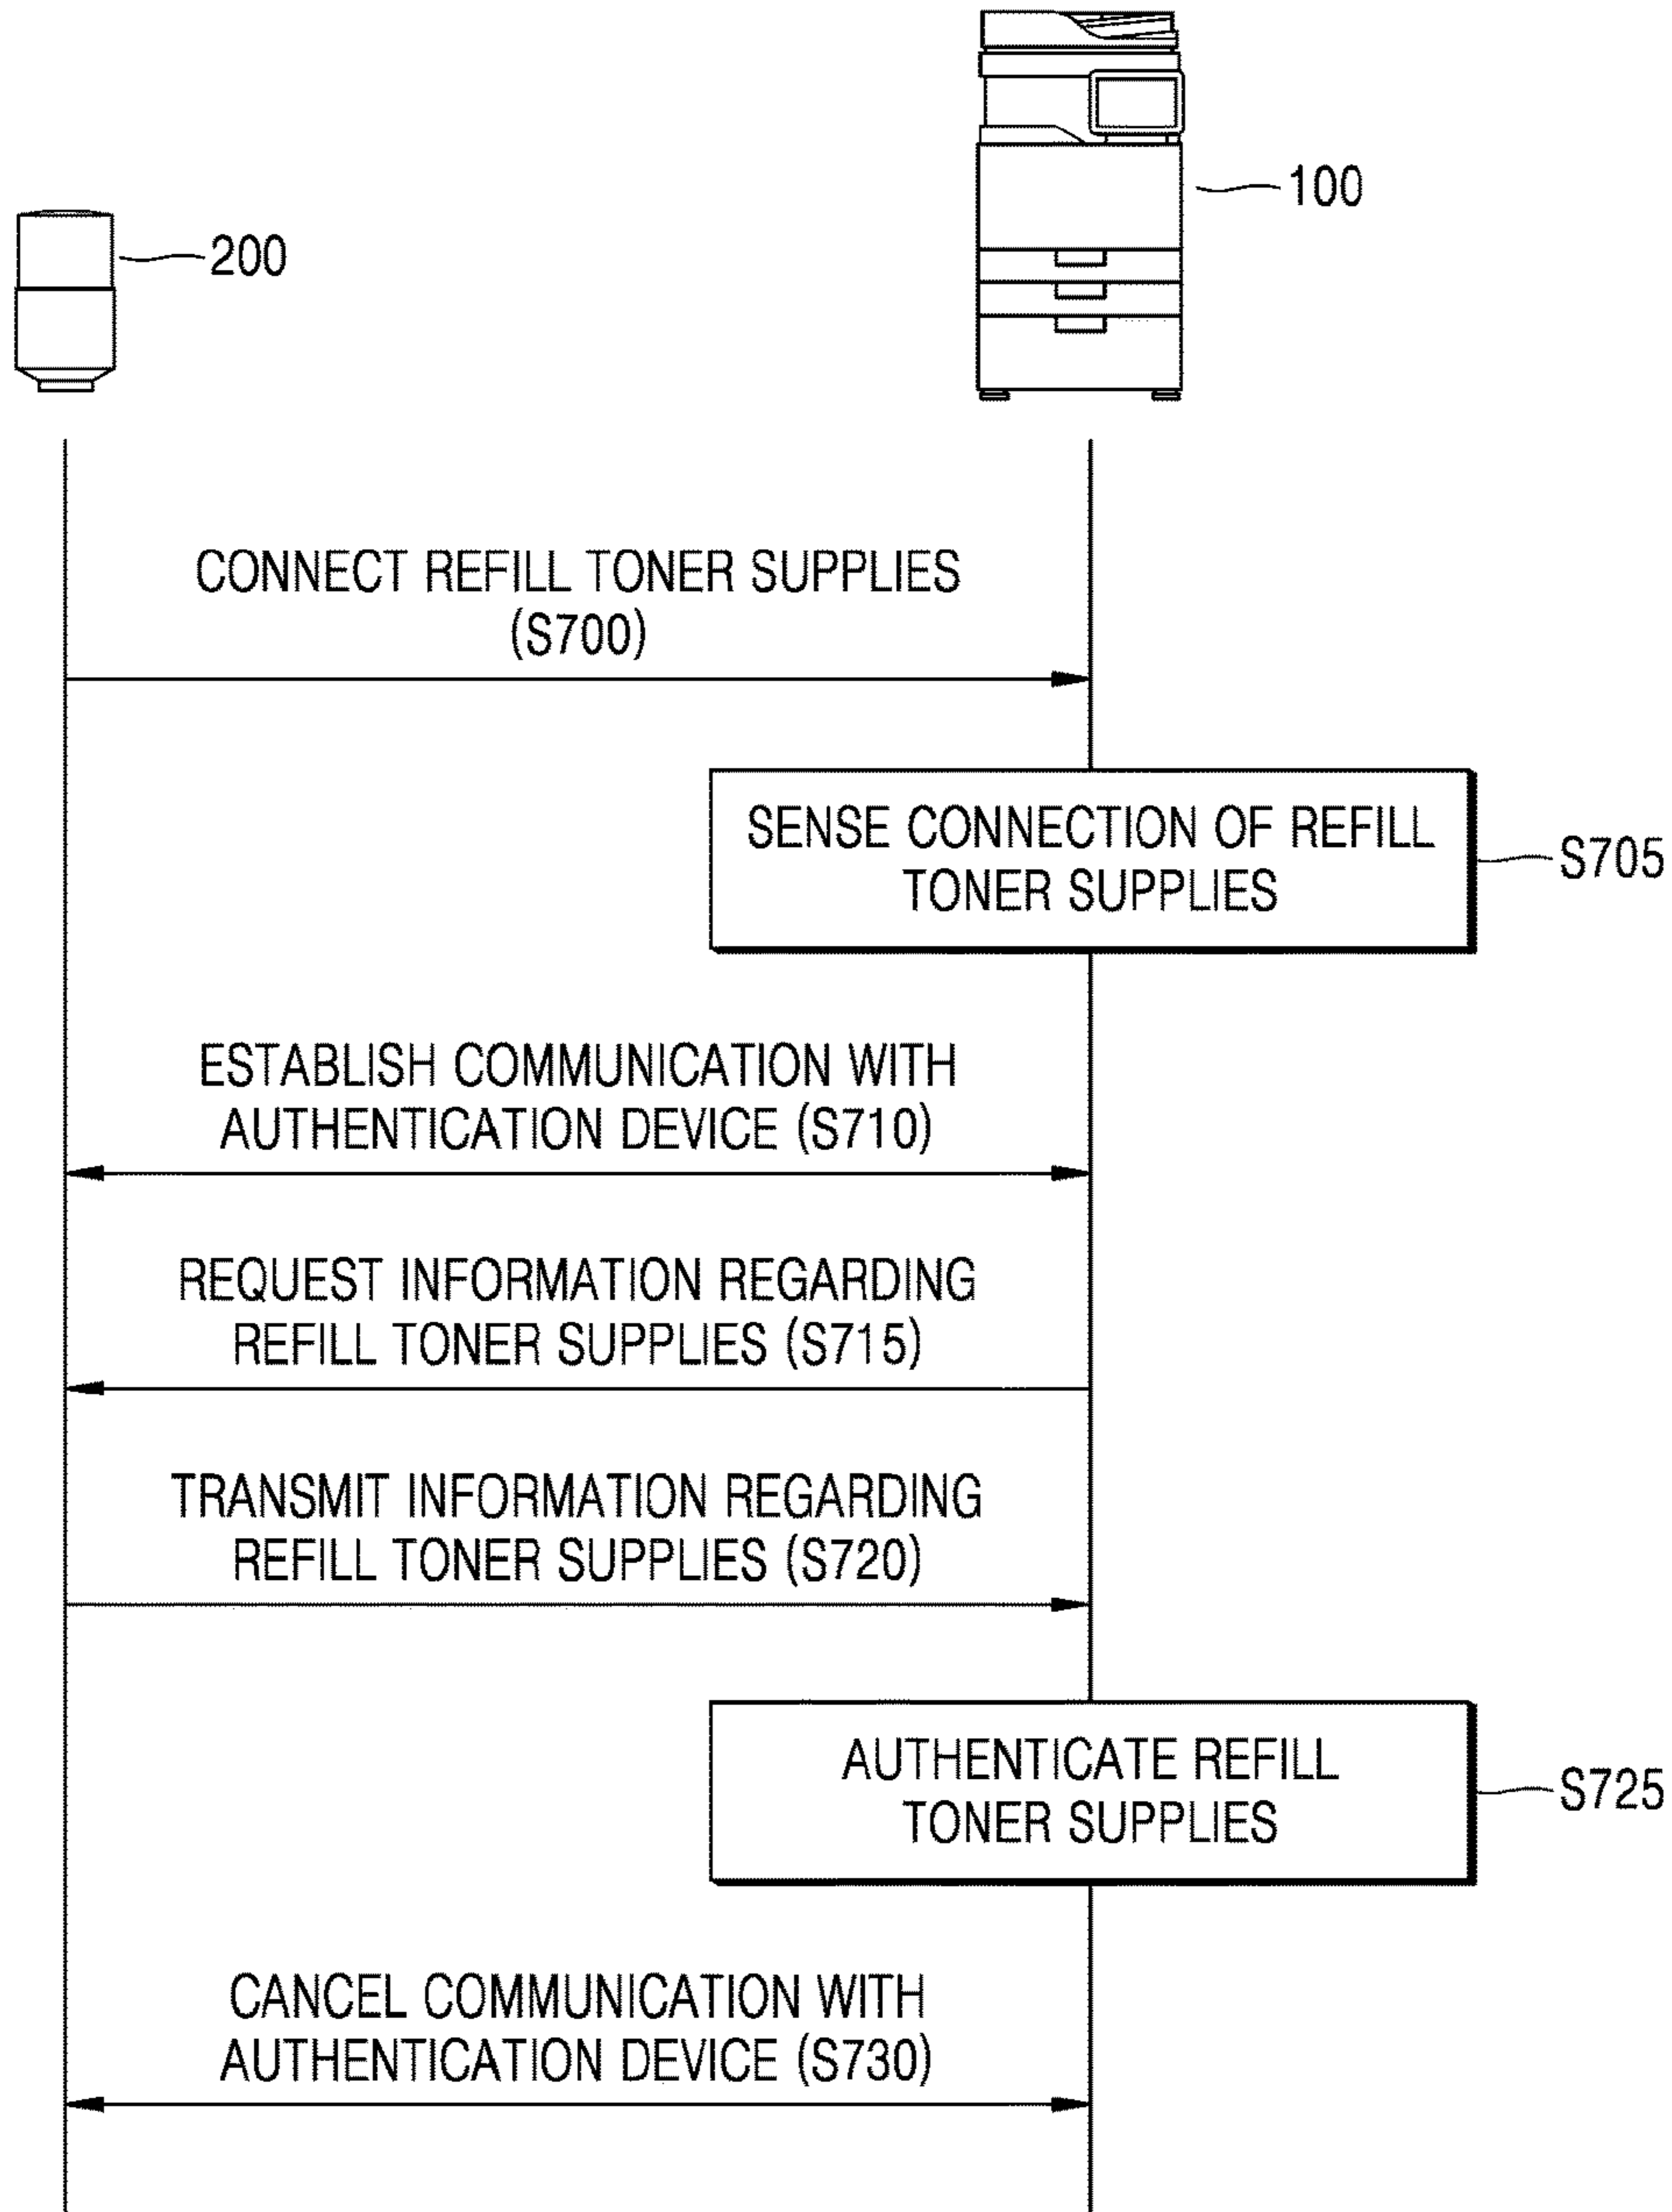 100
200
CONNECT REFILL TONER SUPPLIES
(S700)
SENSE CONNECTION OF REFILL
TONER SUPPLIES
S705
ESTABLISH COMMUNICATION WITH
AUTHENTICATION DEVICE (S710)
REQUEST INFORMATION REGARDING
REFILL TONER SUPPLIES (S715)
TRANSMIT INFORMATION REGARDING
REFILL TONER SUPPLIES (S720)
AUTHENTICATE REFILL
TONER SUPPLIES
S725
CANCEL COMMUNICATION WITH
AUTHENTICATION DEVICE (S730)